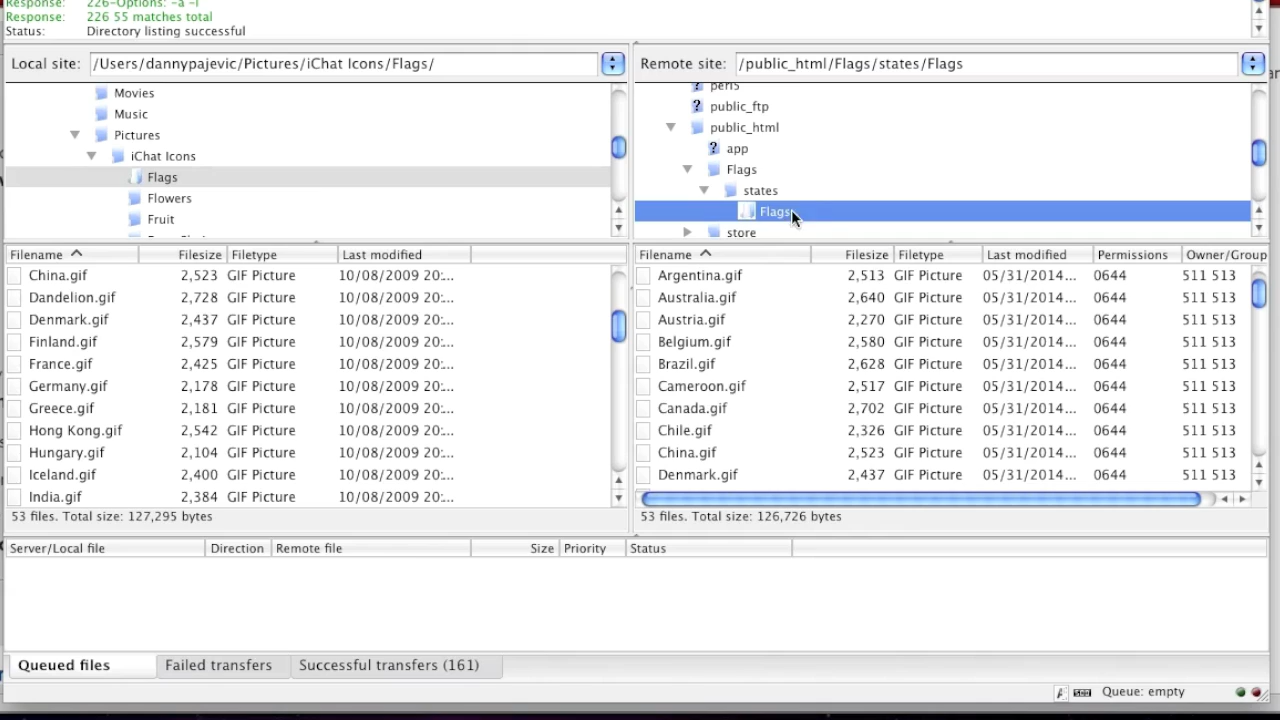 Response: 226-Options: -a -l
Response: 226 55 matches total
Status: Directory listing successful
Local site: /Users/dannypajevic/Pictures/iChat Icons/Flags/
Movies
Music
Pictures
iChat Icons
Flags
Flowers
Fruit
Remote site: /public_html/Flags/states/Flags
perl5
public_ftp
public_html
app
Flags
states
Flags
store
Filename Filesize Filetype Last modified
China.gif 2,523 GIF Picture 10/08/2009 20:...
Dandelion.gif 2,728 GIF Picture 10/08/2009 20:...
Denmark.gif 2,437 GIF Picture 10/08/2009 20:...
Finland.gif 2,579 GIF Picture 10/08/2009 20:...
France.gif 2,425 GIF Picture 10/08/2009 20:...
Germany.gif 2,178 GIF Picture 10/08/2009 20:...
Greece.gif 2,181 GIF Picture 10/08/2009 20:...
Hong Kong.gif 2,542 GIF Picture 10/08/2009 20:...
Hungary.gif 2,104 GIF Picture 10/08/2009 20:...
Iceland.gif 2,400 GIF Picture 10/08/2009 20:...
India.gif 2,384 GIF Picture 10/08/2009 20:...
53 files. Total size: 127,295 bytes
Filename Filesize Filetype Last modified Permissions Owner/Group
Argentina.gif 2,513 GIF Picture 05/31/2014... 0644 511 513
Australia.gif 2,640 GIF Picture 05/31/2014... 0644 511 513
Austria.gif 2,270 GIF Picture 05/31/2014... 0644 511 513
Belgium.gif 2,580 GIF Picture 05/31/2014... 0644 511 513
Brazil.gif 2,628 GIF Picture 05/31/2014... 0644 511 513
Cameroon.gif 2,517 GIF Picture 05/31/2014... 0644 511 513
Canada.gif 2,702 GIF Picture 05/31/2014... 0644 511 513
Chile.gif 2,326 GIF Picture 05/31/2014... 0644 511 513
China.gif 2,523 GIF Picture 05/31/2014... 0644 511 513
Denmark.gif 2,437 GIF Picture 05/31/2014... 0644 511 513
53 files. Total size: 126,726 bytes
Server/Local file Direction Remote file Size Priority Status
Queued files Failed transfers Successful transfers (161)
Queue: empty